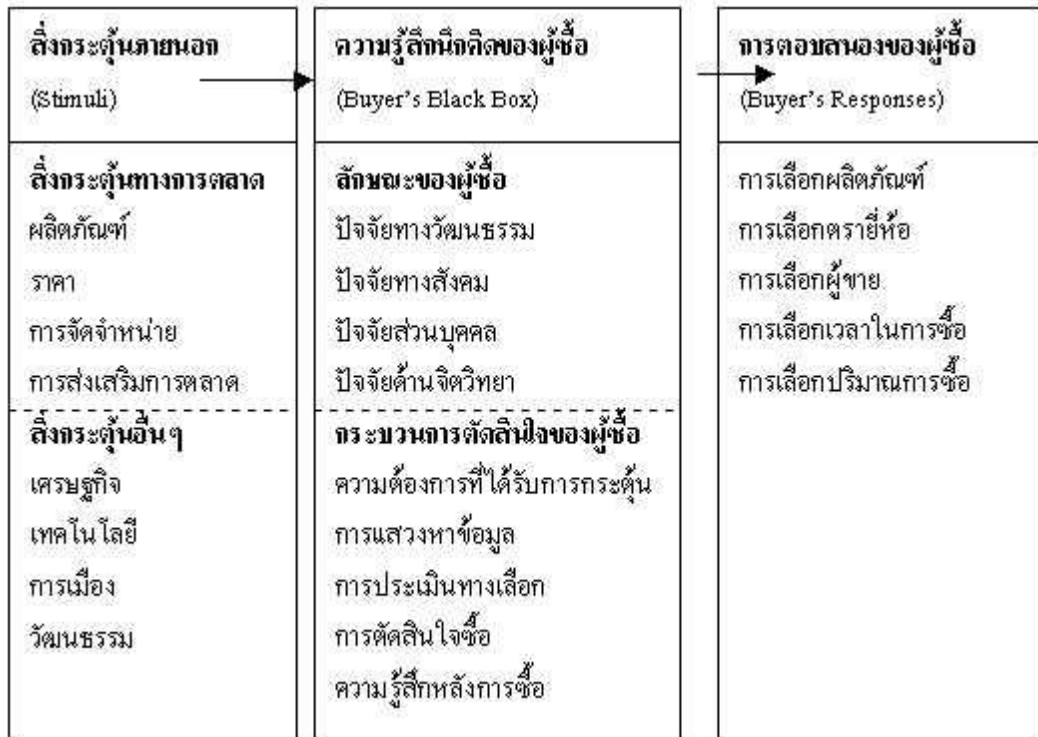 สิ่งกระตุ้นภายนอก
(Stimuli)
สิ่งกระตุ้นทางการตลาด
ผลิตภัณฑ์
ราคา
การจัดจำหน่าย
การส่งเสริมการตลาด
สิ่งกระตุ้นอื่นๆ
เศรษฐกิจ
เทคโนโลยี
การเมือง
วัฒนธรรม
ความรู้สึกนึกคิดของผู้ซื้อ
(Buyer's Black Box)
ลักษณะของผู้ซื้อ
ปัจจัยทางวัฒนธรรม
ปัจจัยทางสังคม
ปัจจัยส่วนบุคคล
ปัจจัยด้านจิตวิทยา
กระบวนการตัดสินใจของผู้ซื้อ
ความต้องการที่ได้รับการกระตุ้น
การแสวงหาข้อมูล
การประเมินทางเลือก
การตัดสินใจซื้อ
ความรู้สึกหลังการซื้อ
การตอบสนองของผู้ซื้อ
(Buyer's Responses)
การเลือกผลิตภัณฑ์
การเลือกตรายี่ห้อ
การเลือกผู้ขาย
การเลือกเวลาในการซื้อ
การเลือกปริมาณการซื้อ